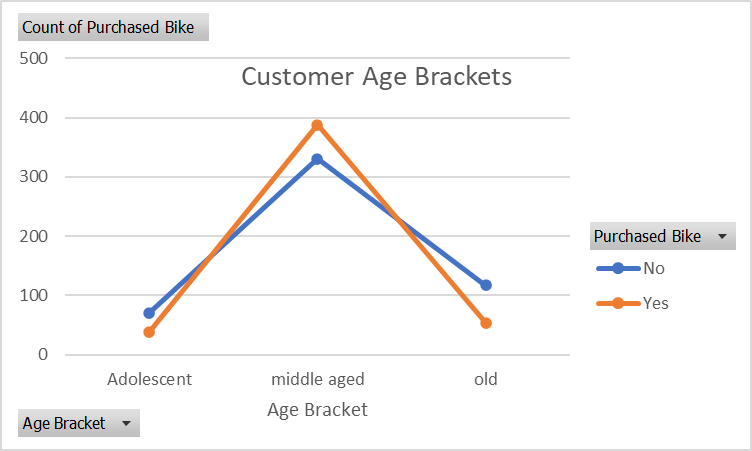 Count of Purchased Bike
Customer Age Brackets
500
400
300
200
100
0
Adolescent
middle aged
old
Age Bracket
Purchased Bike
No
Yes
Age Bracket